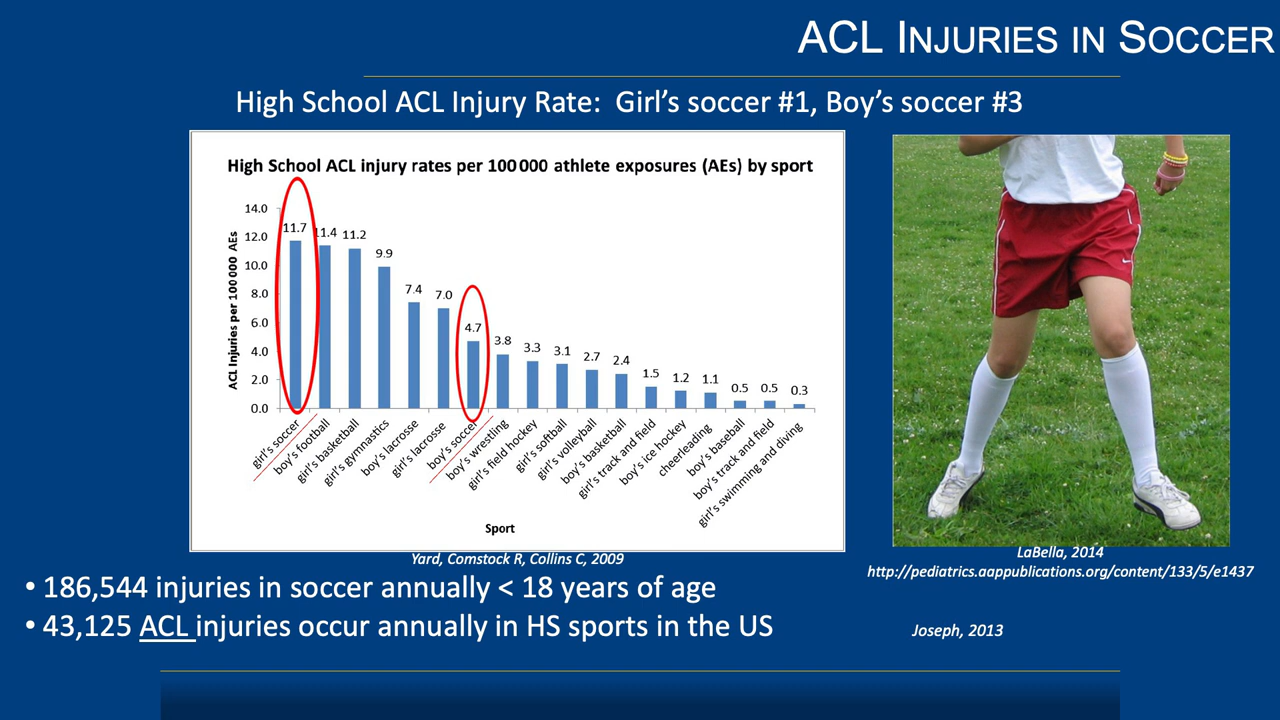 ACL INJURIES IN SOCCER
High School ACL Injury Rate: Girl's soccer #1, Boy's soccer #3
High School ACL injury rates per 100 000 athlete exposures (AEs) by sport
ACL Injuries per 100 000 AEs
14.0
12.0
10.0
8.0
6.0
4.0
2.0
0.0
11.7
11.4
11.2
9.9
7.4
7.0
4.7
3.8
3.3
3.1
2.7
2.4
1.5
1.2
1.1
0.5
0.5
0.3
girl's soccer
boy's football
girl's basketball
girl's gymnastics
boy's lacrosse
girl's lacrosse
boy's soccer
boy's wrestling
girl's field hockey
girl's softball
girl's volleyball
boy's basketball
girl's track and field
boy's ice hockey
cheerleading
boy's baseball
boy's track and field
girl's swimming and diving
Sport
Yard, Comstock R, Collins C, 2009
LaBella, 2014
http://pediatrics.aappublications.org/content/133/5/e1437
• 186,544 injuries in soccer annually < 18 years of age
• 43,125 ACL injuries occur annually in HS sports in the US
Joseph, 2013